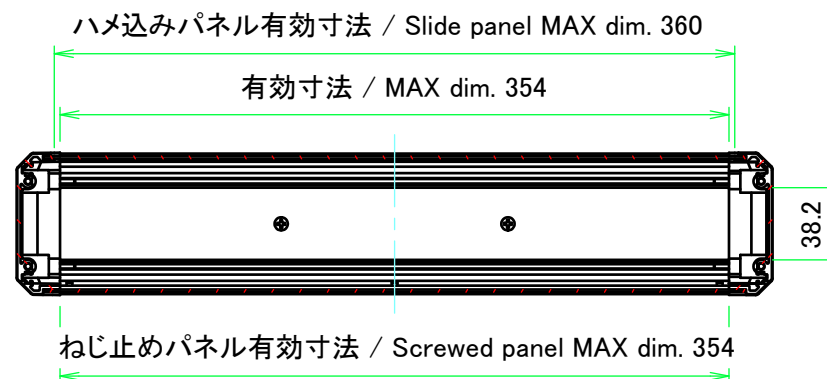 ハメ込みパネル有効寸法 / Slide panel MAX dim. 360
有効寸法 / MAX dim. 354
38.2
ねじ止めパネル有効寸法 / Screwed panel MAX dim. 354